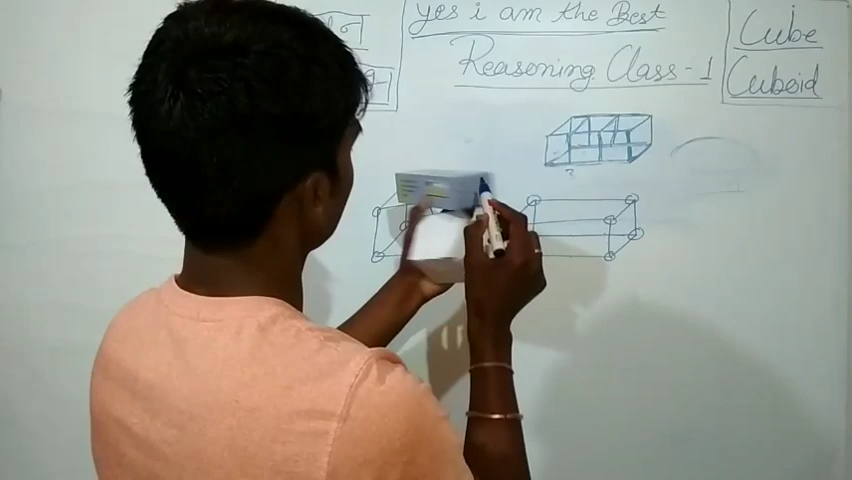 yes i am the Best
Reasoning Class-1
Cube
Cuboid
?